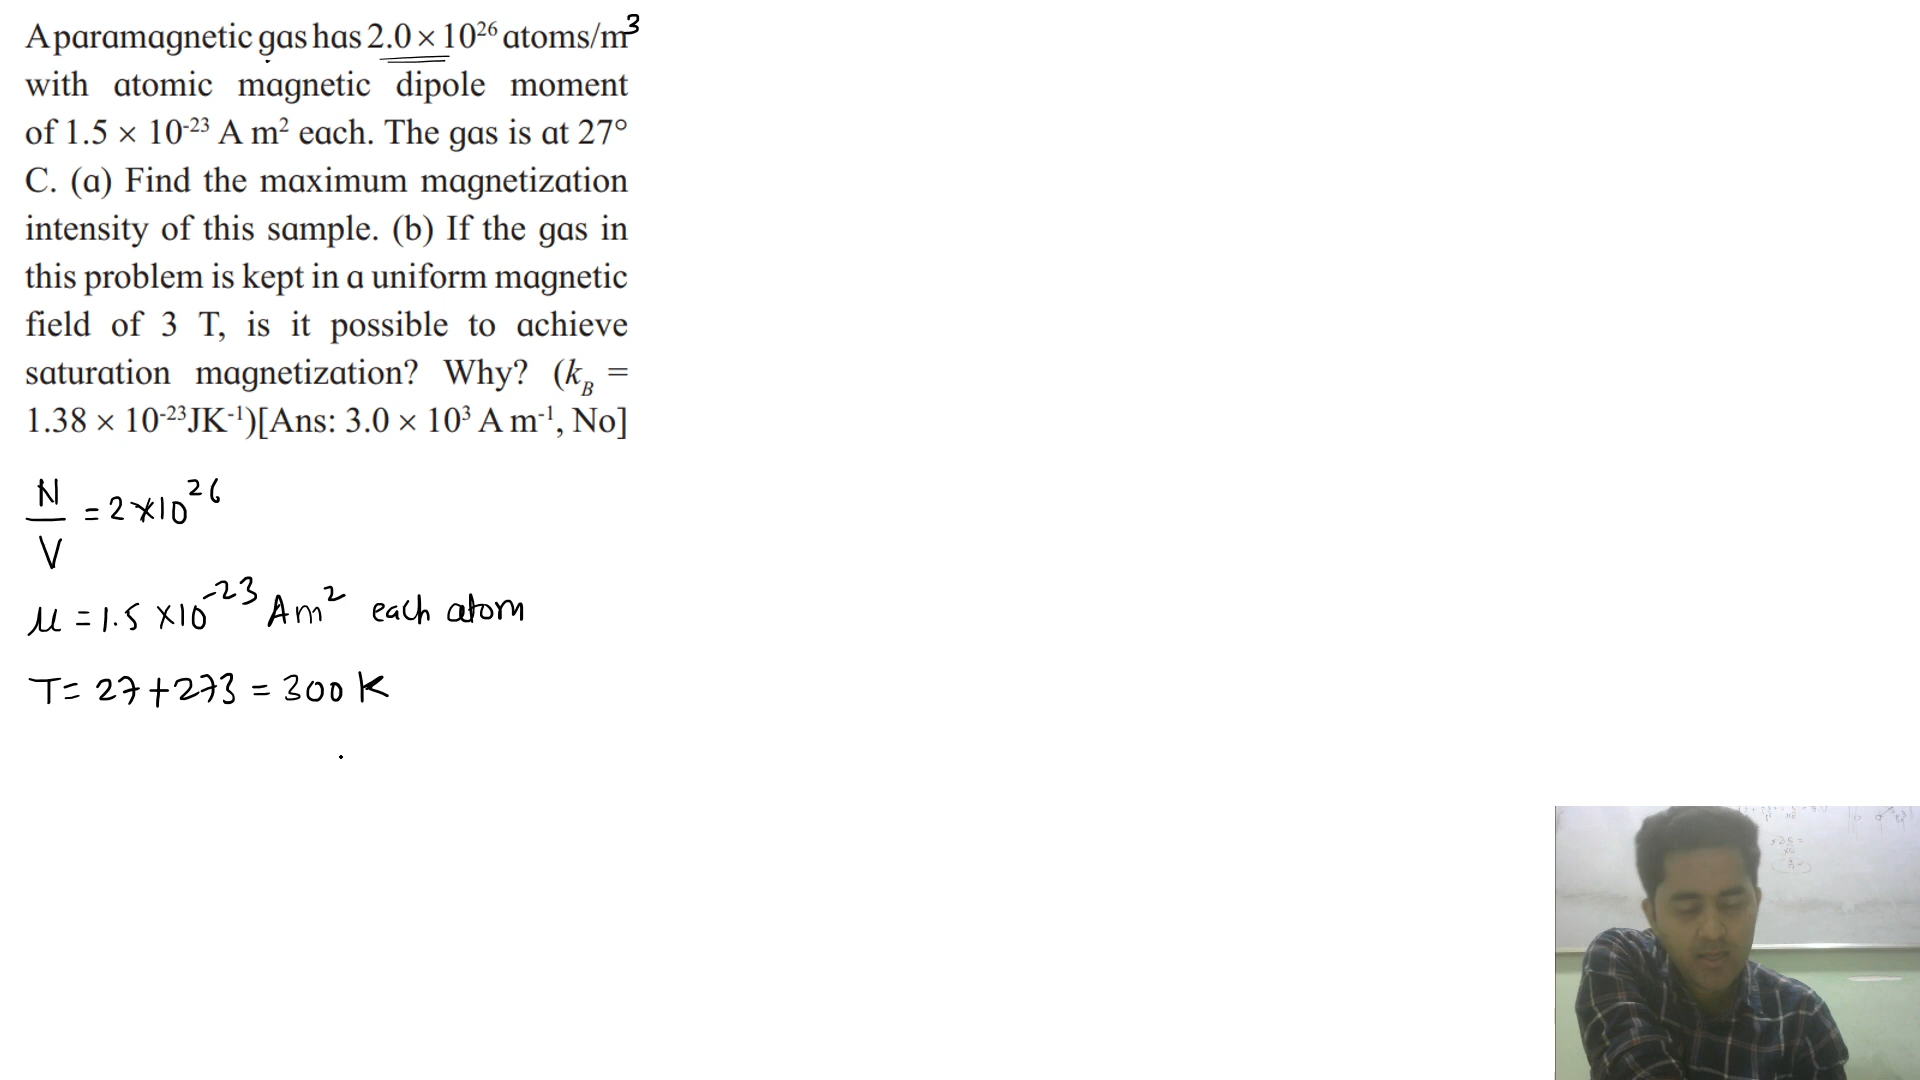 A paramagnetic gas has 2.0 × 10²⁶ atoms/m³
with atomic magnetic dipole moment
of 1.5 × 10⁻²³ A m² each. The gas is at 27°
C. (a) Find the maximum magnetization
intensity of this sample. (b) If the gas in
this problem is kept in a uniform magnetic
field of 3 T, is it possible to achieve
saturation magnetization? Why? (k_B =
1.38 × 10⁻²³JK⁻¹)[Ans: 3.0 × 10³ A m⁻¹, No]
N/V = 2×10²⁶
μ = 1.5 ×10⁻²³ Am² each atom
T = 27+273 = 300 K